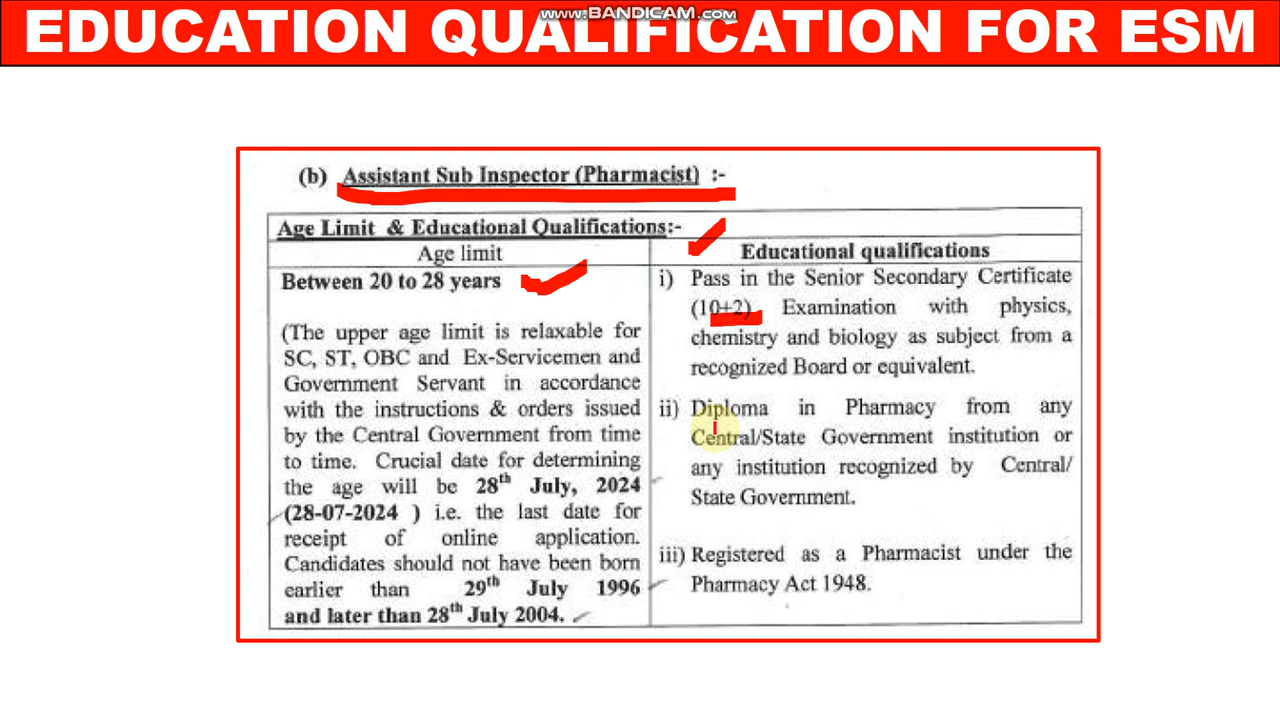 www.BANDICAM.com
EDUCATION QUALIFICATION FOR ESM
(b) Assistant Sub Inspector (Pharmacist) :-
Age Limit & Educational Qualifications:-
Age limit
Between 20 to 28 years
(The upper age limit is relaxable for
SC, ST, OBC and Ex-Servicemen and
Government Servant in accordance
with the instructions & orders issued
by the Central Government from time
to time. Crucial date for determining
the age will be 28th July, 2024
(28-07-2024 ) i.e. the last date for
receipt of online application.
Candidates should not have been born
earlier than 29th July 1996
and later than 28th July 2004.
Educational qualifications
i) Pass in the Senior Secondary Certificate
(10+2) Examination with physics,
chemistry and biology as subject from a
recognized Board or equivalent.
ii) Diploma in Pharmacy from any
Central/State Government institution or
any institution recognized by Central/
State Government.
iii) Registered as a Pharmacist under the
Pharmacy Act 1948.